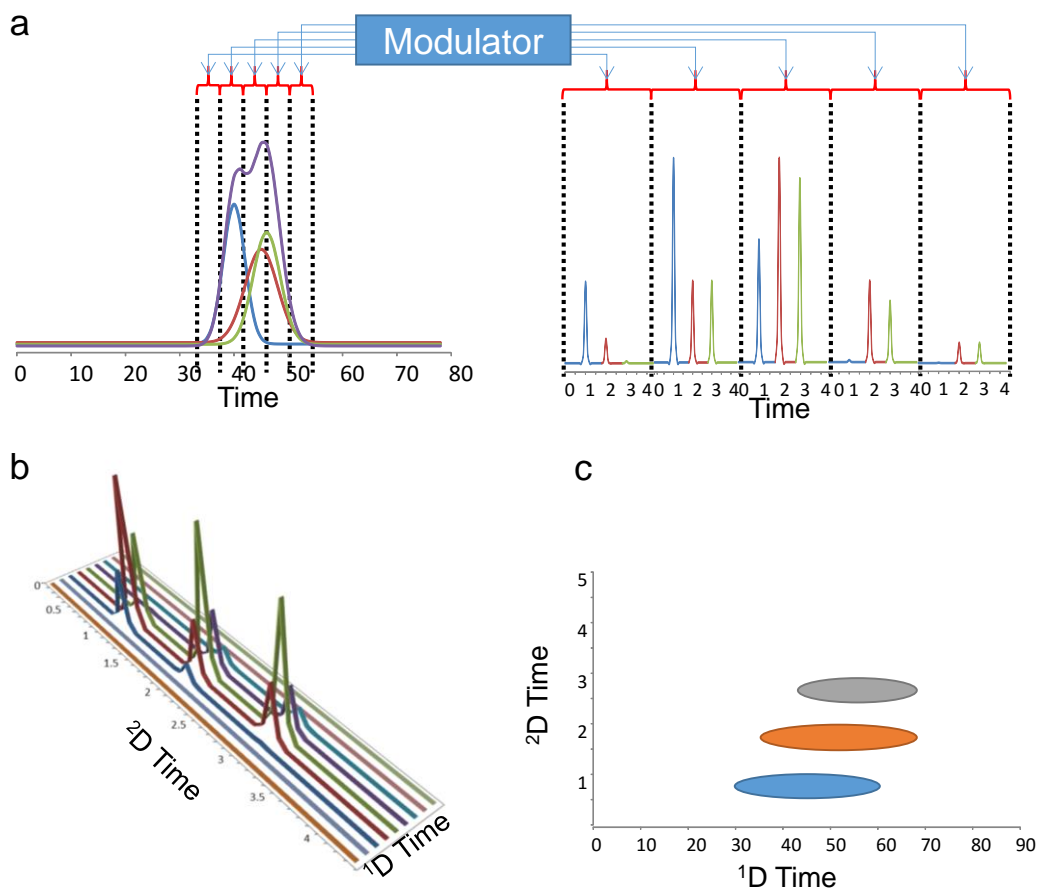 a
Modulator
0 10 20 30 40 50 60 70 80
Time
0 1 2 3 4 0 1 2 3 4 0 1 2 3 4 0 1 2 3 4 0 1 2 3 4
Time
b
0
0.5
1
1.5
2
2.5
3
3.5
4
²D Time
¹D Time
c
5
4
3
2
1
²D Time
0 10 20 30 40 50 60 70 80 90
¹D Time